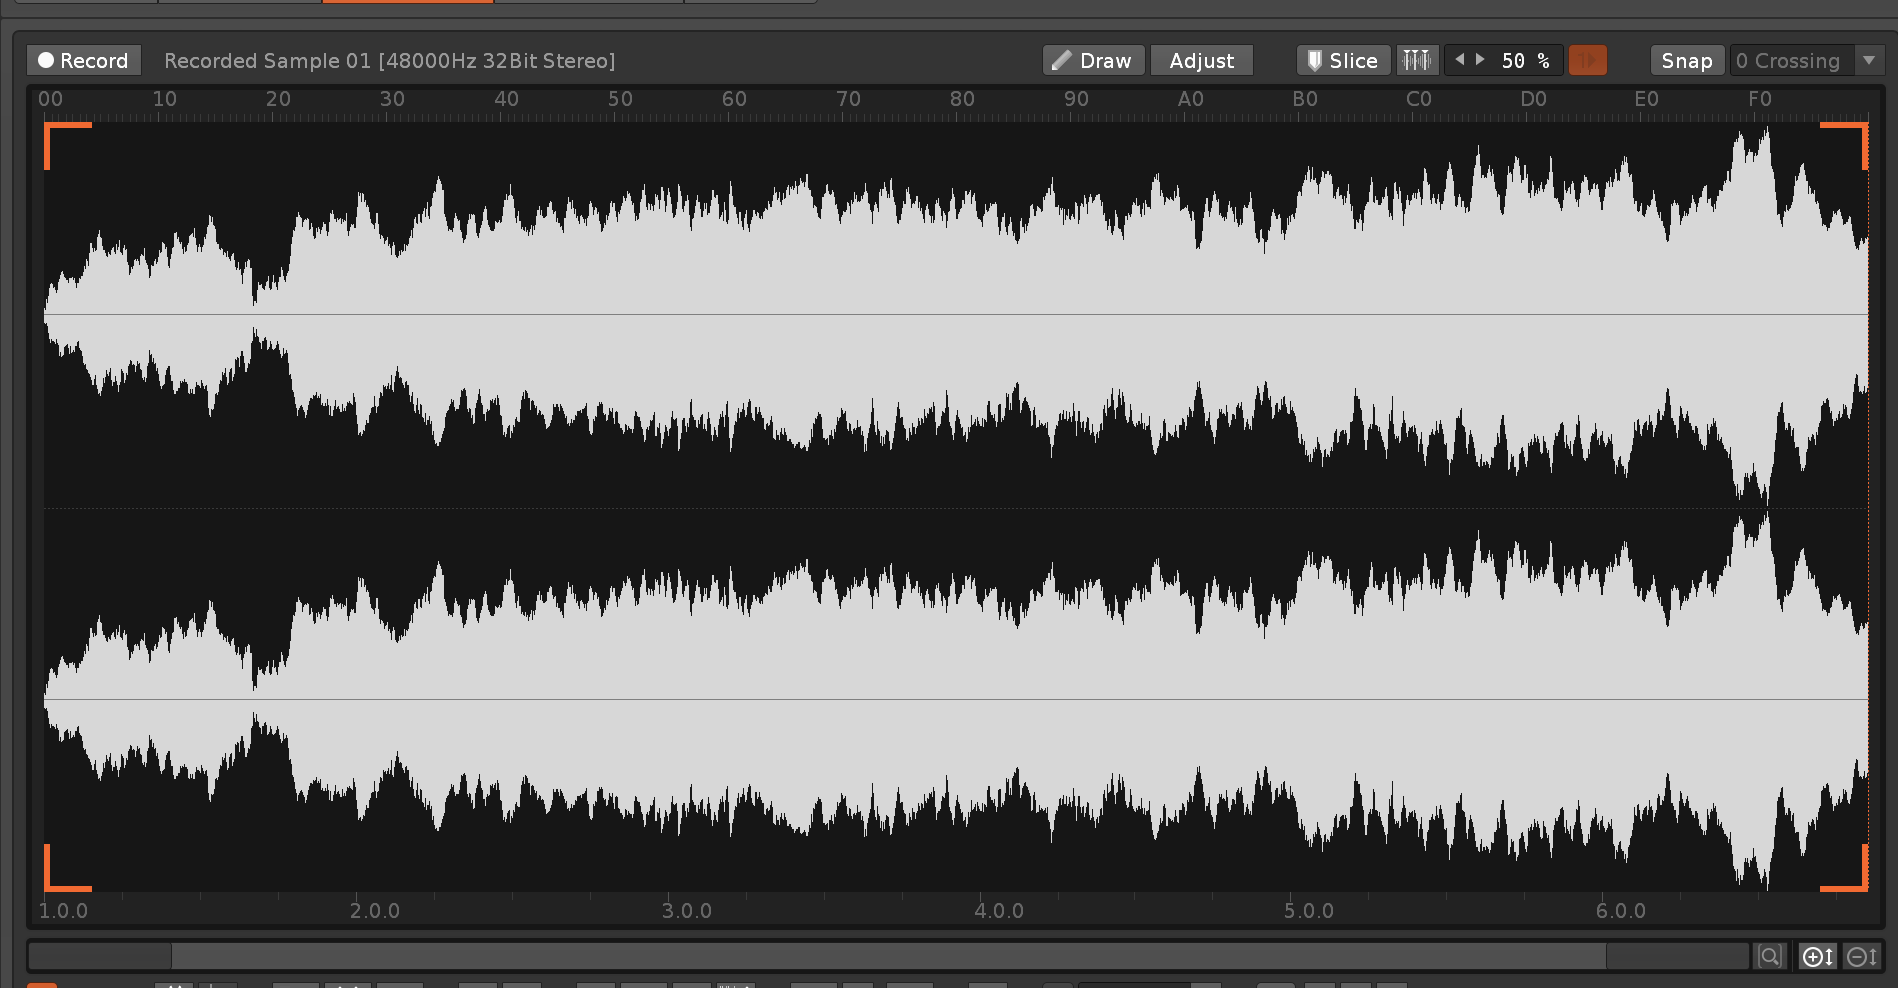 Record Recorded Sample 01 [48000Hz 32Bit Stereo] Draw Adjust Slice 50 % Snap 0 Crossing
00 10 20 30 40 50 60 70 80 90 A0 B0 C0 D0 E0 F0
1.0.0 2.0.0 3.0.0 4.0.0 5.0.0 6.0.0